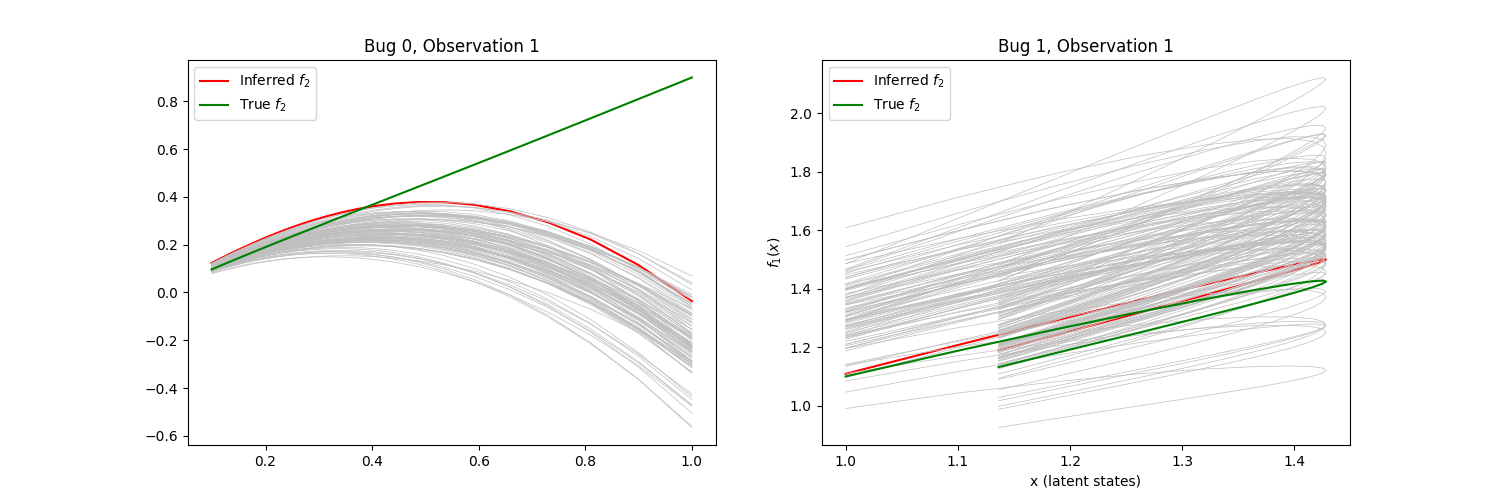 Bug 0, Observation 1
Inferred f₂
True f₂
0.8
0.6
0.4
0.2
0.0
−0.2
−0.4
−0.6
0.2 0.4 0.6 0.8 1.0
Bug 1, Observation 1
Inferred f₂
True f₂
f₁(x)
2.0
1.8
1.6
1.4
1.2
1.0
1.0 1.1 1.2 1.3 1.4
x (latent states)